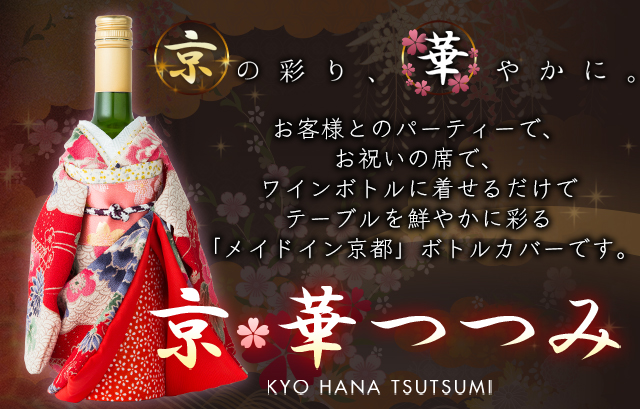 京の彩り、華やかに。
お客様とのパーティーで、
お祝いの席で、
ワインボトルに着せるだけで
テーブルを鮮やかに彩る
「メイドイン京都」ボトルカバーです。
京華つつみ
KYO HANA TSUTSUMI